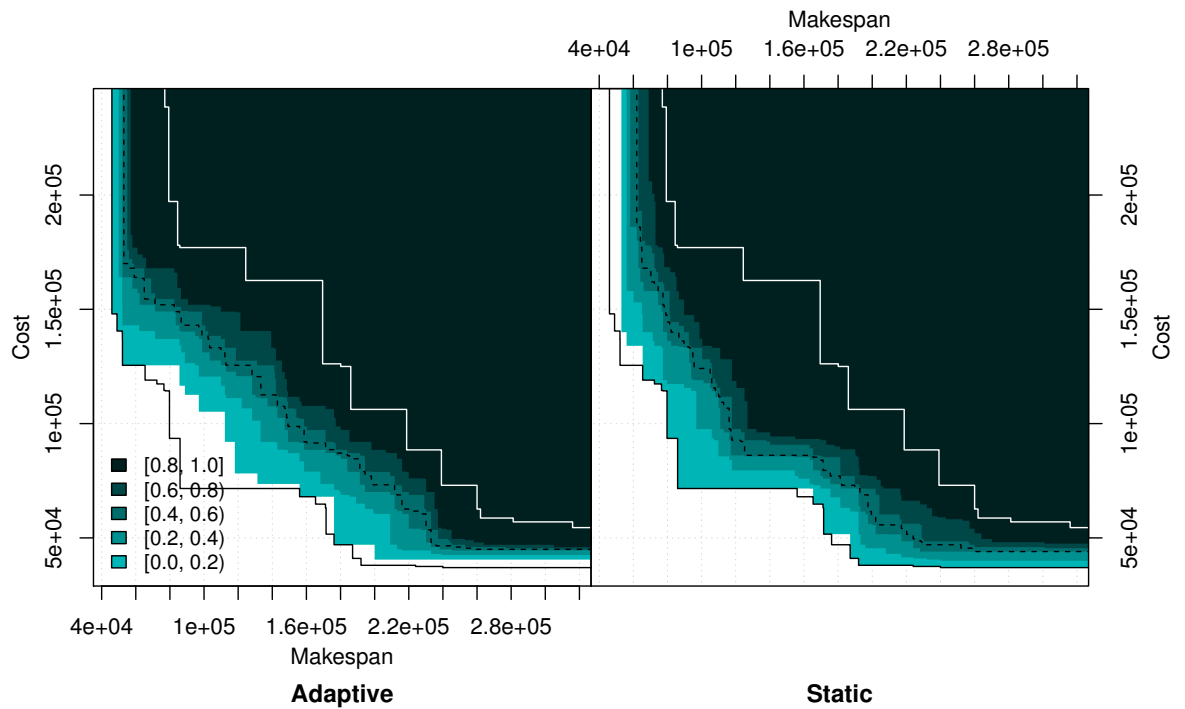 Makespan
4e+04 1e+05 1.6e+05 2.2e+05 2.8e+05
Cost
5e+04 1e+05 1.5e+05 2e+05
[0.8, 1.0]
[0.6, 0.8)
[0.4, 0.6)
[0.2, 0.4)
[0.0, 0.2)
5e+04 1e+05 1.5e+05 2e+05
Cost
4e+04 1e+05 1.6e+05 2.2e+05 2.8e+05
Makespan
Adaptive
Static